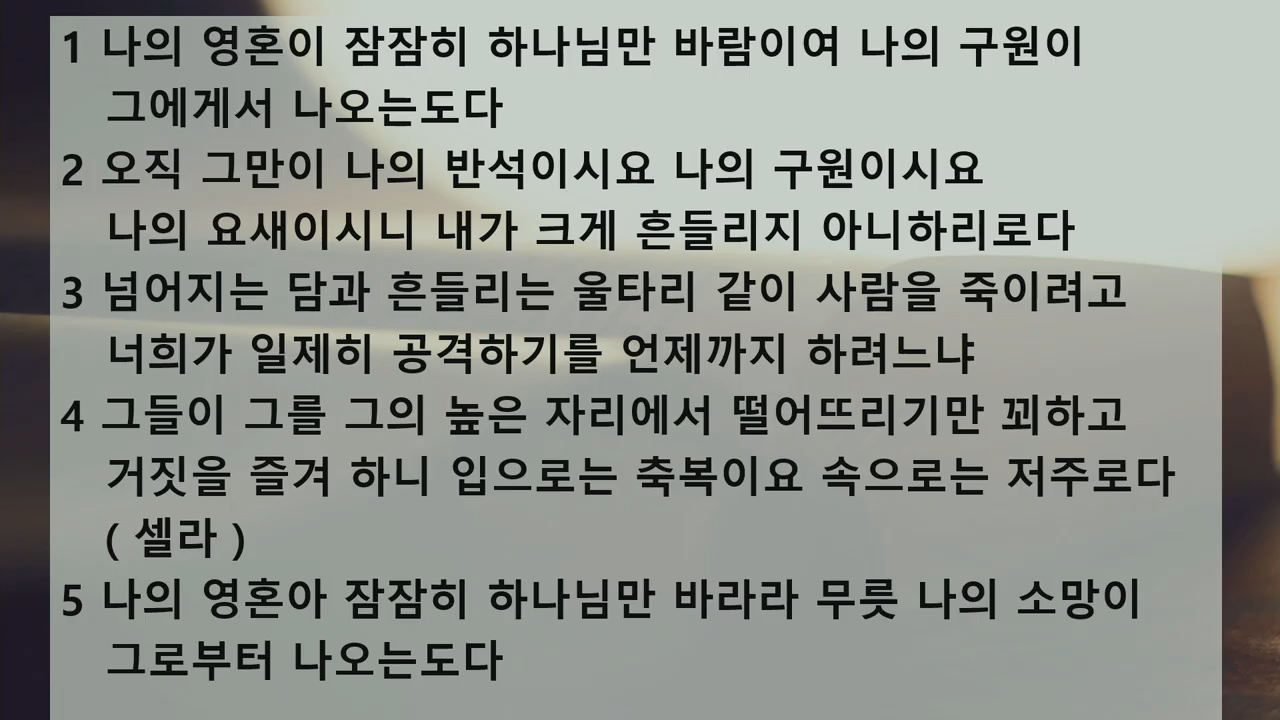 1 나의 영혼이 잠잠히 하나님만 바람이여 나의 구원이
그에게서 나오는도다
2 오직 그만이 나의 반석이시요 나의 구원이시요
나의 요새이시니 내가 크게 흔들리지 아니하리로다
3 넘어지는 담과 흔들리는 울타리 같이 사람을 죽이려고
너희가 일제히 공격하기를 언제까지 하려느냐
4 그들이 그를 그의 높은 자리에서 떨어뜨리기만 꾀하고
거짓을 즐겨 하니 입으로는 축복이요 속으로는 저주로다
( 셀라 )
5 나의 영혼아 잠잠히 하나님만 바라라 무릇 나의 소망이
그로부터 나오는도다